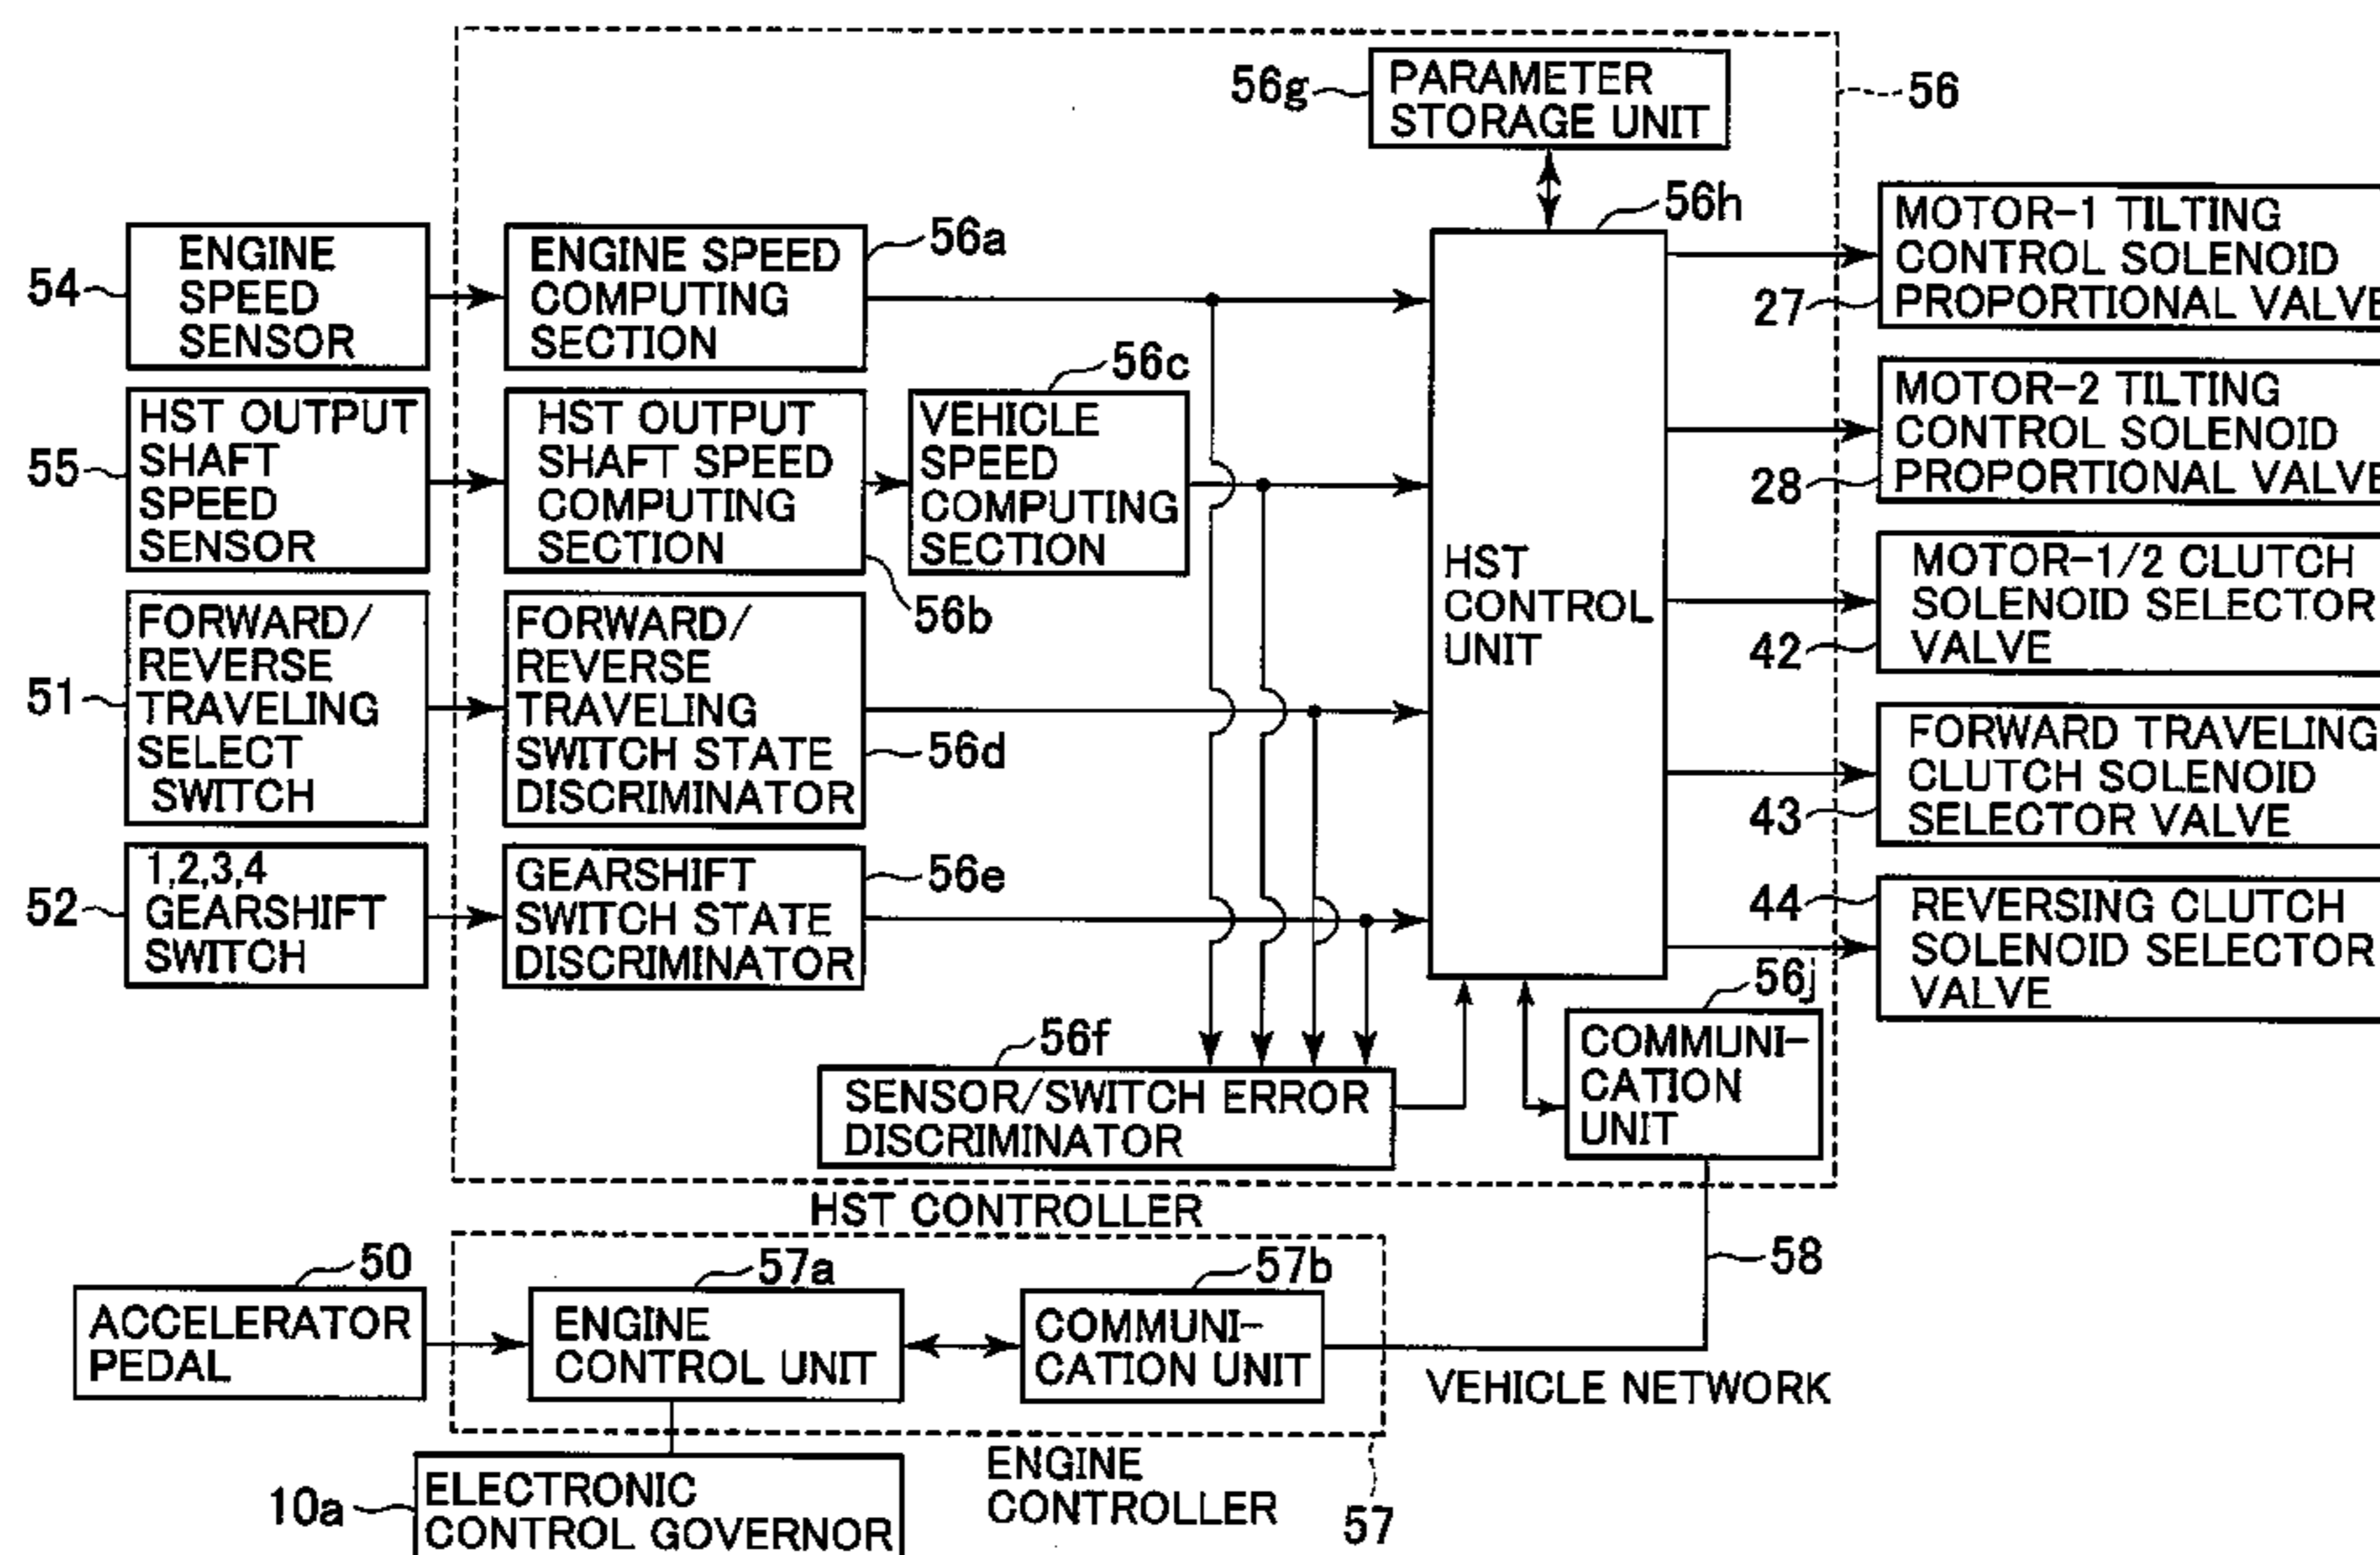 56g
PARAMETER
STORAGE UNIT
56
54
ENGINE
SPEED
SENSOR
ENGINE SPEED
COMPUTING
SECTION
56a
56h
MOTOR-1 TILTING
CONTROL SOLENOID
PROPORTIONAL VALVE
27
55
HST OUTPUT
SHAFT
SPEED
SENSOR
HST OUTPUT
SHAFT SPEED
COMPUTING
SECTION
56b
56c
VEHICLE
SPEED
COMPUTING
SECTION
HST
CONTROL
UNIT
MOTOR-2 TILTING
CONTROL SOLENOID
PROPORTIONAL VALVE
28
51
FORWARD/
REVERSE
TRAVELING
SELECT
SWITCH
FORWARD/
REVERSE
TRAVELING
SWITCH STATE
DISCRIMINATOR
56d
MOTOR-1/2 CLUTCH
SOLENOID SELECTOR
VALVE
42
FORWARD TRAVELING
CLUTCH SOLENOID
SELECTOR VALVE
43
52
1,2,3,4
GEARSHIFT
SWITCH
GEARSHIFT
SWITCH STATE
DISCRIMINATOR
56e
44
REVERSING CLUTCH
SOLENOID SELECTOR
VALVE
56f
SENSOR/SWITCH ERROR
DISCRIMINATOR
56j
COMMUNI-
CATION
UNIT
HST CONTROLLER
50
ACCELERATOR
PEDAL
57a
ENGINE
CONTROL UNIT
57b
COMMUNI-
CATION UNIT
58
VEHICLE NETWORK
10a
ELECTRONIC
CONTROL GOVERNOR
ENGINE
CONTROLLER
57